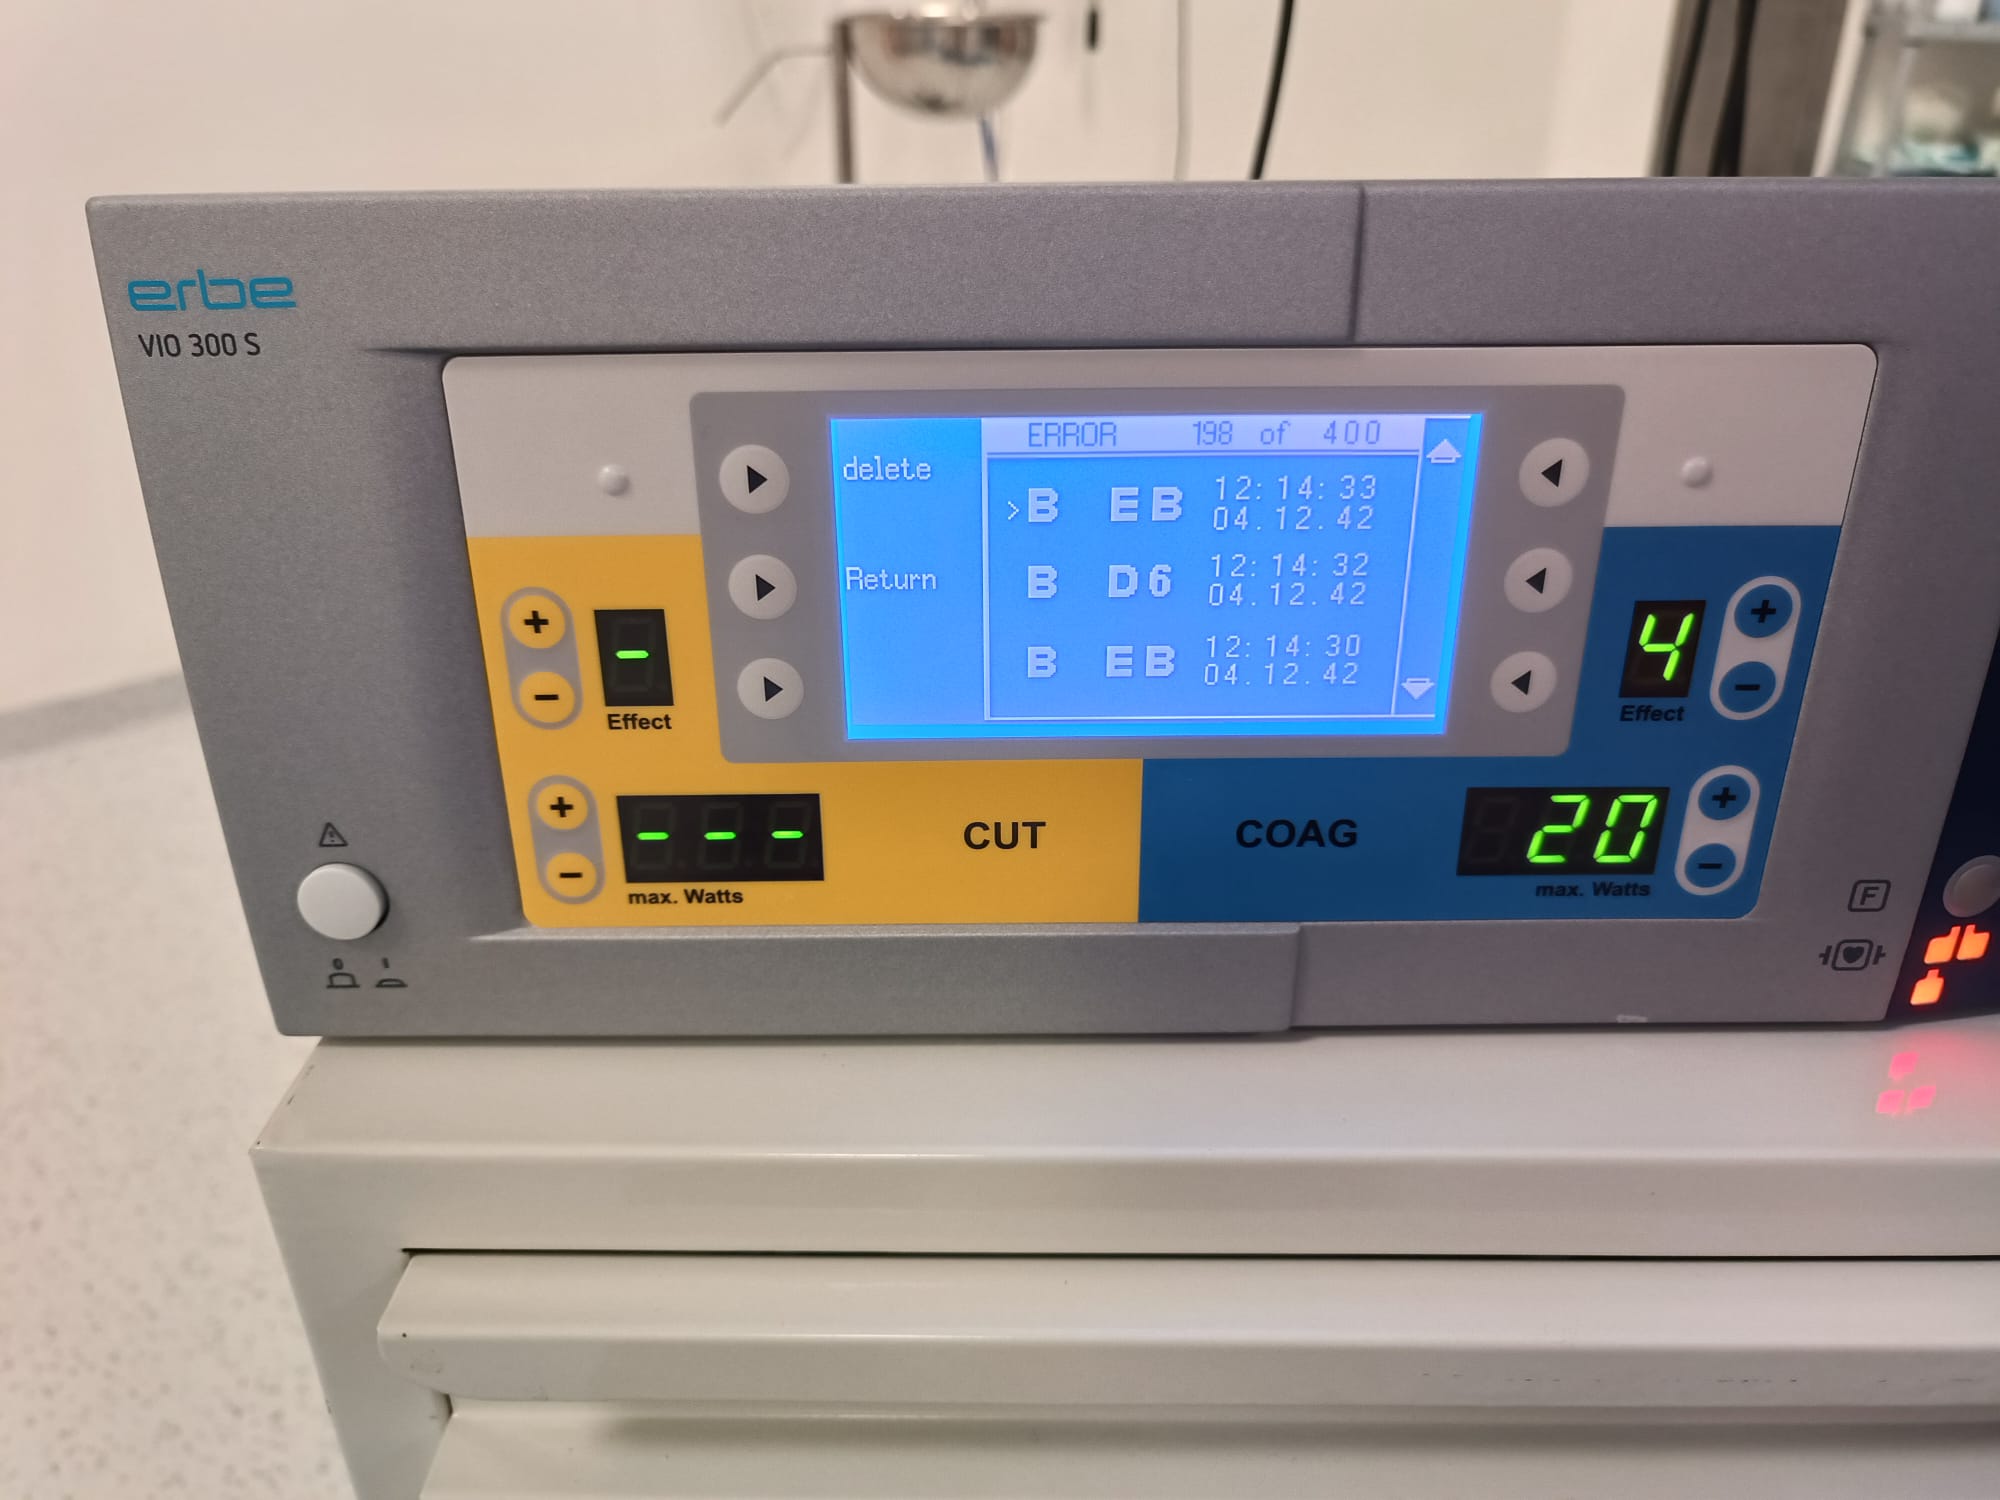 erbe
VIO 300 S
ERROR 198 of 400
delete
>B EB 12:14:33
04.12.42
Return
B D6 12:14:32
04.12.42
B EB 12:14:30
04.12.42
+
-
-
Effect
4
Effect
+
-
+
-
---
max. Watts
CUT
COAG
20
max. Watts
+
-
F